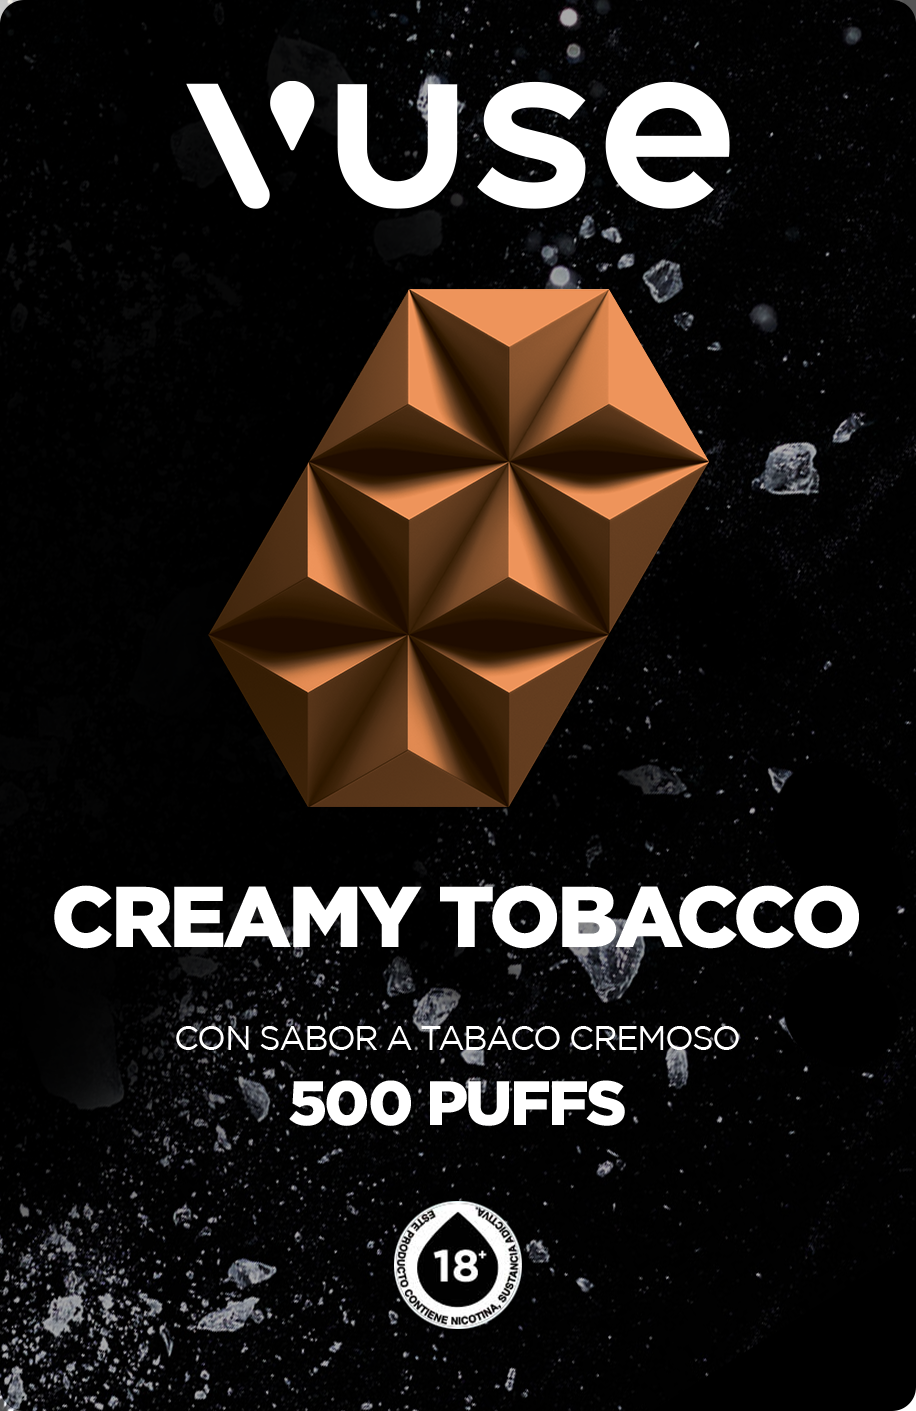 vuse
CREAMY TOBACCO
CON SABOR A TABACO CREMOSO
500 PUFFS
18+
ESTE PRODUCTO CONTIENE NICOTINA, SUSTANCIA ADICTIVA.